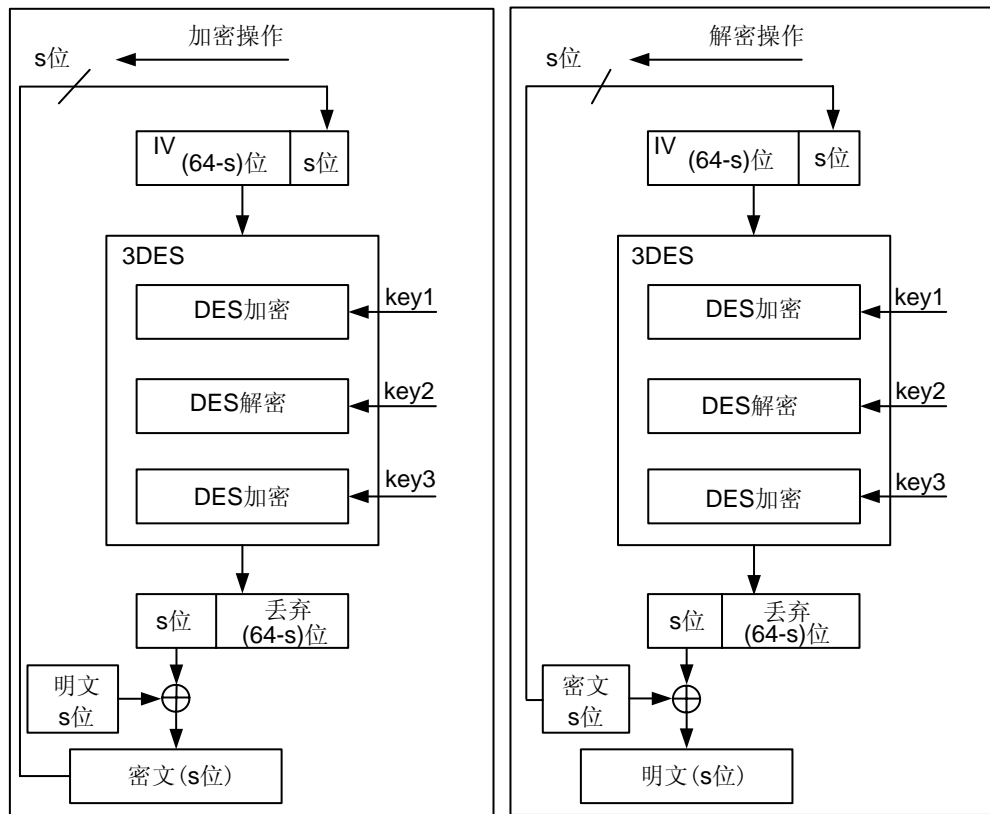 加密操作
s位
IV
(64-s)位
s位
3DES
DES加密
key1
DES解密
key2
DES加密
key3
s位
丢弃
(64-s)位
明文
s位
密文(s位)
解密操作
s位
IV
(64-s)位
s位
3DES
DES加密
key1
DES解密
key2
DES加密
key3
s位
丢弃
(64-s)位
密文
s位
明文(s位)